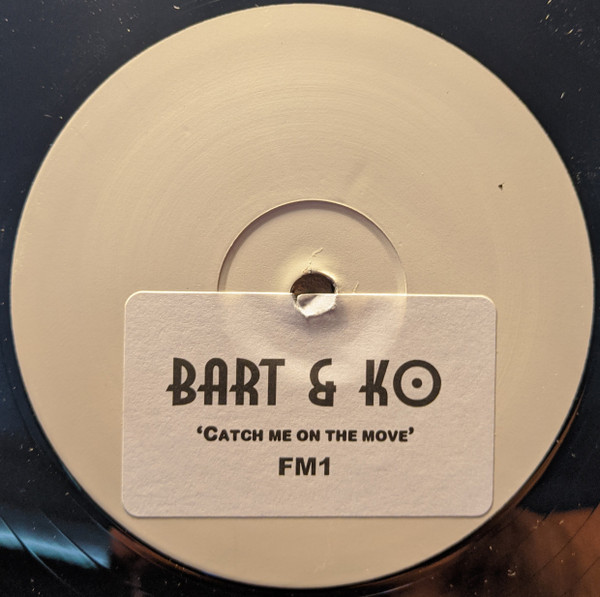 BART & KO
‘CATCH ME ON THE MOVE’
FM1